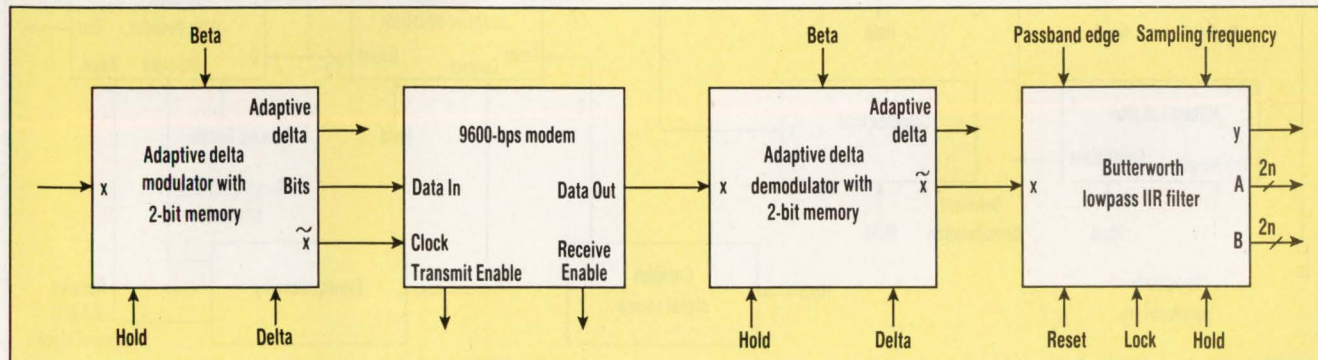 Beta
Beta
Passband edge
Sampling frequency
Adaptive delta modulator with 2-bit memory
x
Adaptive
delta
Bits
x̃
Hold
Delta
9600-bps modem
Data In
Data Out
Clock
Transmit Enable
Receive
Enable
x
Adaptive delta
demodulator with
2-bit memory
Adaptive
delta
x̃
Hold
Delta
x
Butterworth
lowpass IIR filter
y
A
2n
B
2n
Reset
Lock
Hold